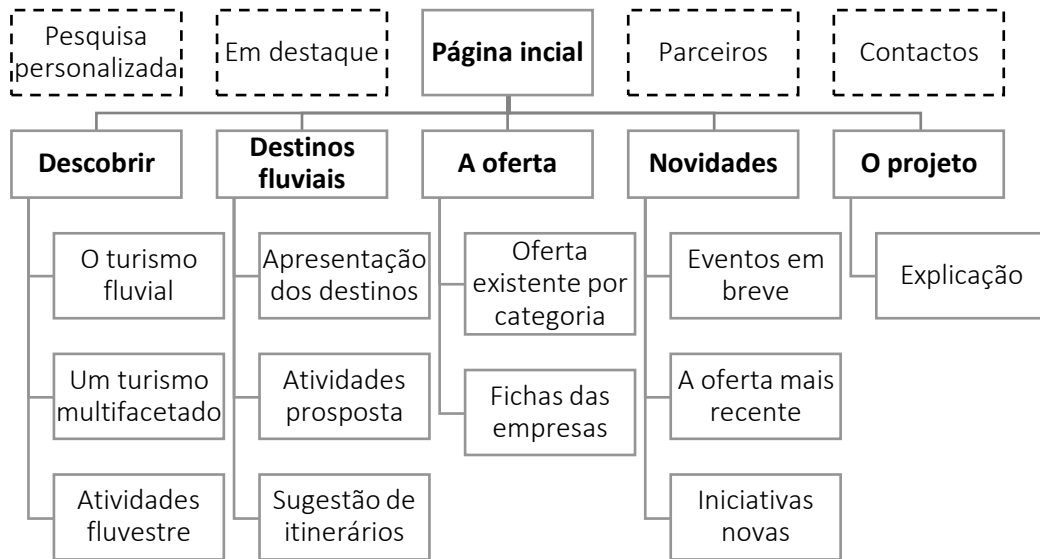 Pesquisa
personalizada
Em destaque
Página incial
Parceiros
Contactos
Descobrir
Destinos
fluviais
A oferta
Novidades
O projeto
O turismo
fluvial
Um turismo
multifacetado
Atividades
fluvestre
Apresentação
dos destinos
Atividades
prosposta
Sugestão de
itinerários
Oferta
existente por
categoria
Fichas das
empresas
Eventos em
breve
A oferta mais
recente
Iniciativas
novas
Explicação